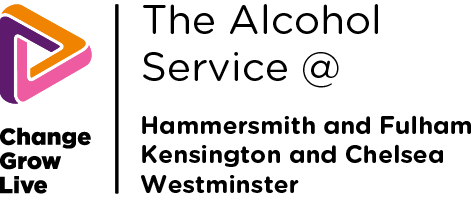 Change
Grow
Live
The Alcohol
Service @
Hammersmith and Fulham
Kensington and Chelsea
Westminster